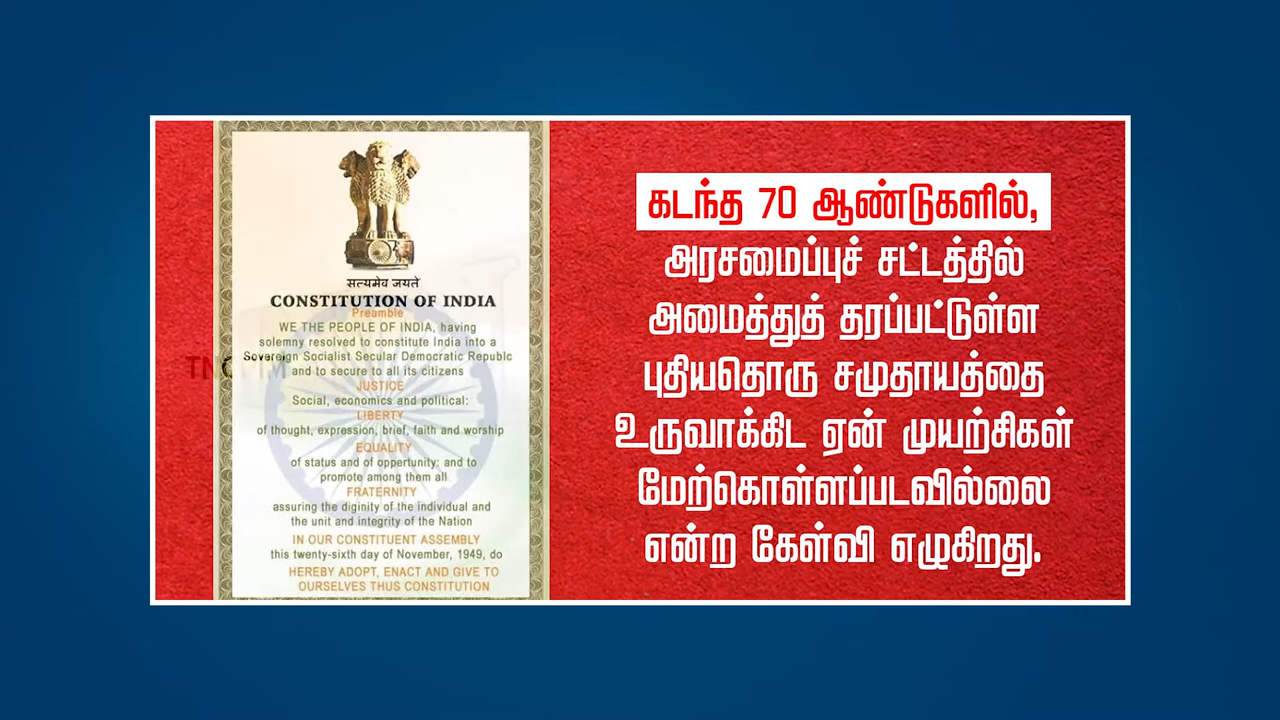 सत्यमेव जयते
CONSTITUTION OF INDIA
Preamble
WE THE PEOPLE OF INDIA, having
solemny resolved to constitute India into a
Sovereign Socialist Secular Democratic Republc
and to secure to all its citizens
JUSTICE
Social, economics and political:
LIBERTY
of thought, expression, brief, faith and worship
EQUALITY
of status and of opportunity: and to
promote among them all
FRATERNITY
assuring the diginity of the individual and
the unit and integrity of the Nation
IN OUR CONSTITUENT ASSEMBLY
this twenty-sixth day of November, 1949, do
HEREBY ADOPT, ENACT AND GIVE TO
OURSELVES THUS CONSTITUTION
TNCPIM
கடந்த 70 ஆண்டுகளில்,
அரசமைப்புச் சட்டத்தில்
அமைத்துத் தரப்பட்டுள்ள
புதியதொரு சமுதாயத்தை
உருவாக்கிட ஏன் முயற்சிகள்
மேற்கொள்ளப்படவில்லை
என்ற கேள்வி எழுகிறது.